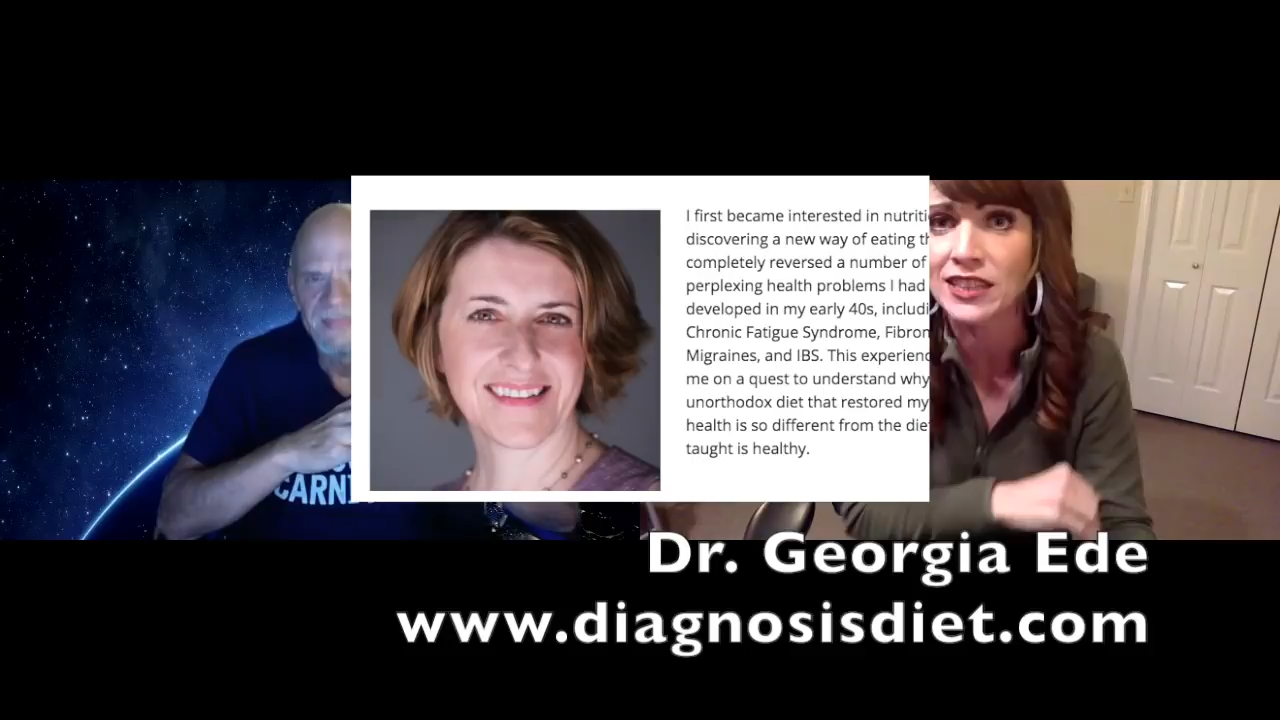 I first became interested in nutriti
discovering a new way of eating th
completely reversed a number of
perplexing health problems I had
developed in my early 40s, includi
Chronic Fatigue Syndrome, Fibron
Migraines, and IBS. This experienc
me on a quest to understand why
unorthodox diet that restored my
health is so different from the die
taught is healthy.
CARNI
Dr. Georgia Ede
www.diagnosisdiet.com